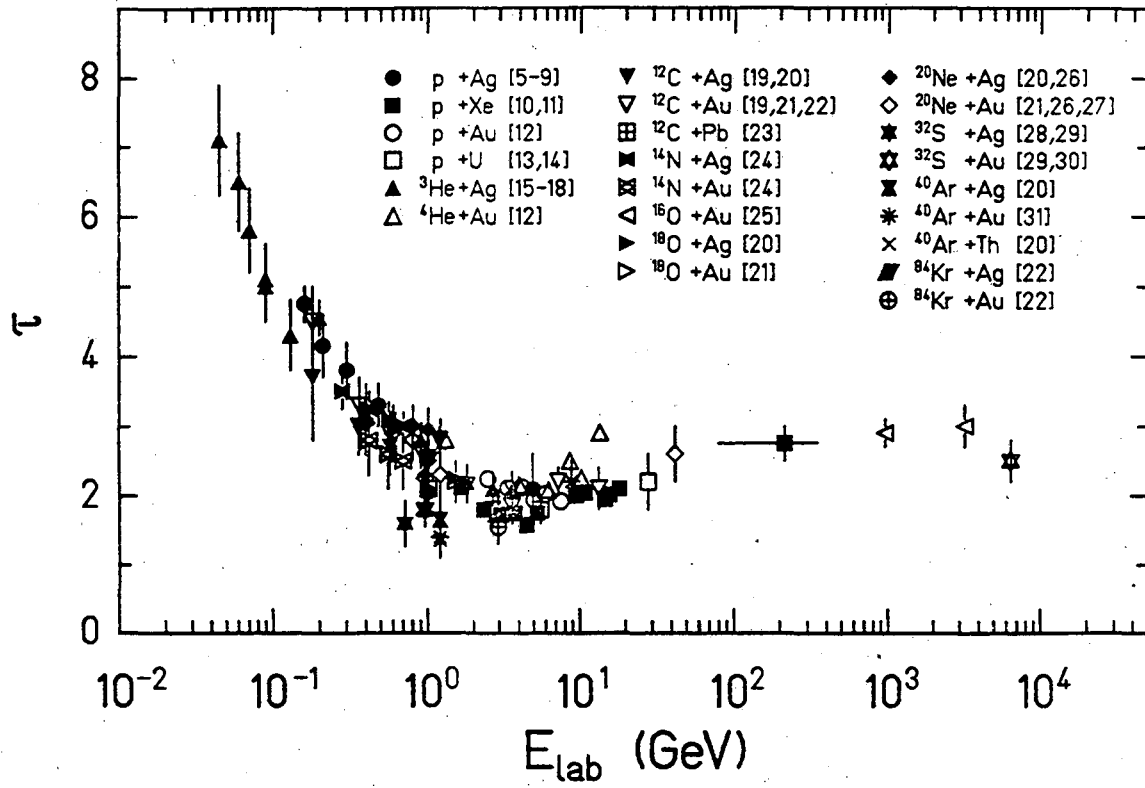 8
6
4
2
0
τ
p +Ag [5-9]
p +Xe [10,11]
p +Au [12]
p +U [13,14]
³He+Ag [15-18]
⁴He+Au [12]
¹²C +Ag [19,20]
¹²C +Au [19,21,22]
¹²C +Pb [23]
¹⁴N +Ag [24]
¹⁴N +Au [24]
¹⁶O +Au [25]
¹⁸O +Ag [20]
¹⁸O +Au [21]
²⁰Ne +Ag [20,26]
²⁰Ne +Au [21,26,27]
³²S +Ag [28,29]
³²S +Au [29,30]
⁴⁰Ar +Ag [20]
⁴⁰Ar +Au [31]
⁴⁰Ar +Th [20]
⁸⁴Kr +Ag [22]
⁸⁴Kr +Au [22]
10⁻² 10⁻¹ 10⁰ 10¹ 10² 10³ 10⁴
E_lab (GeV)